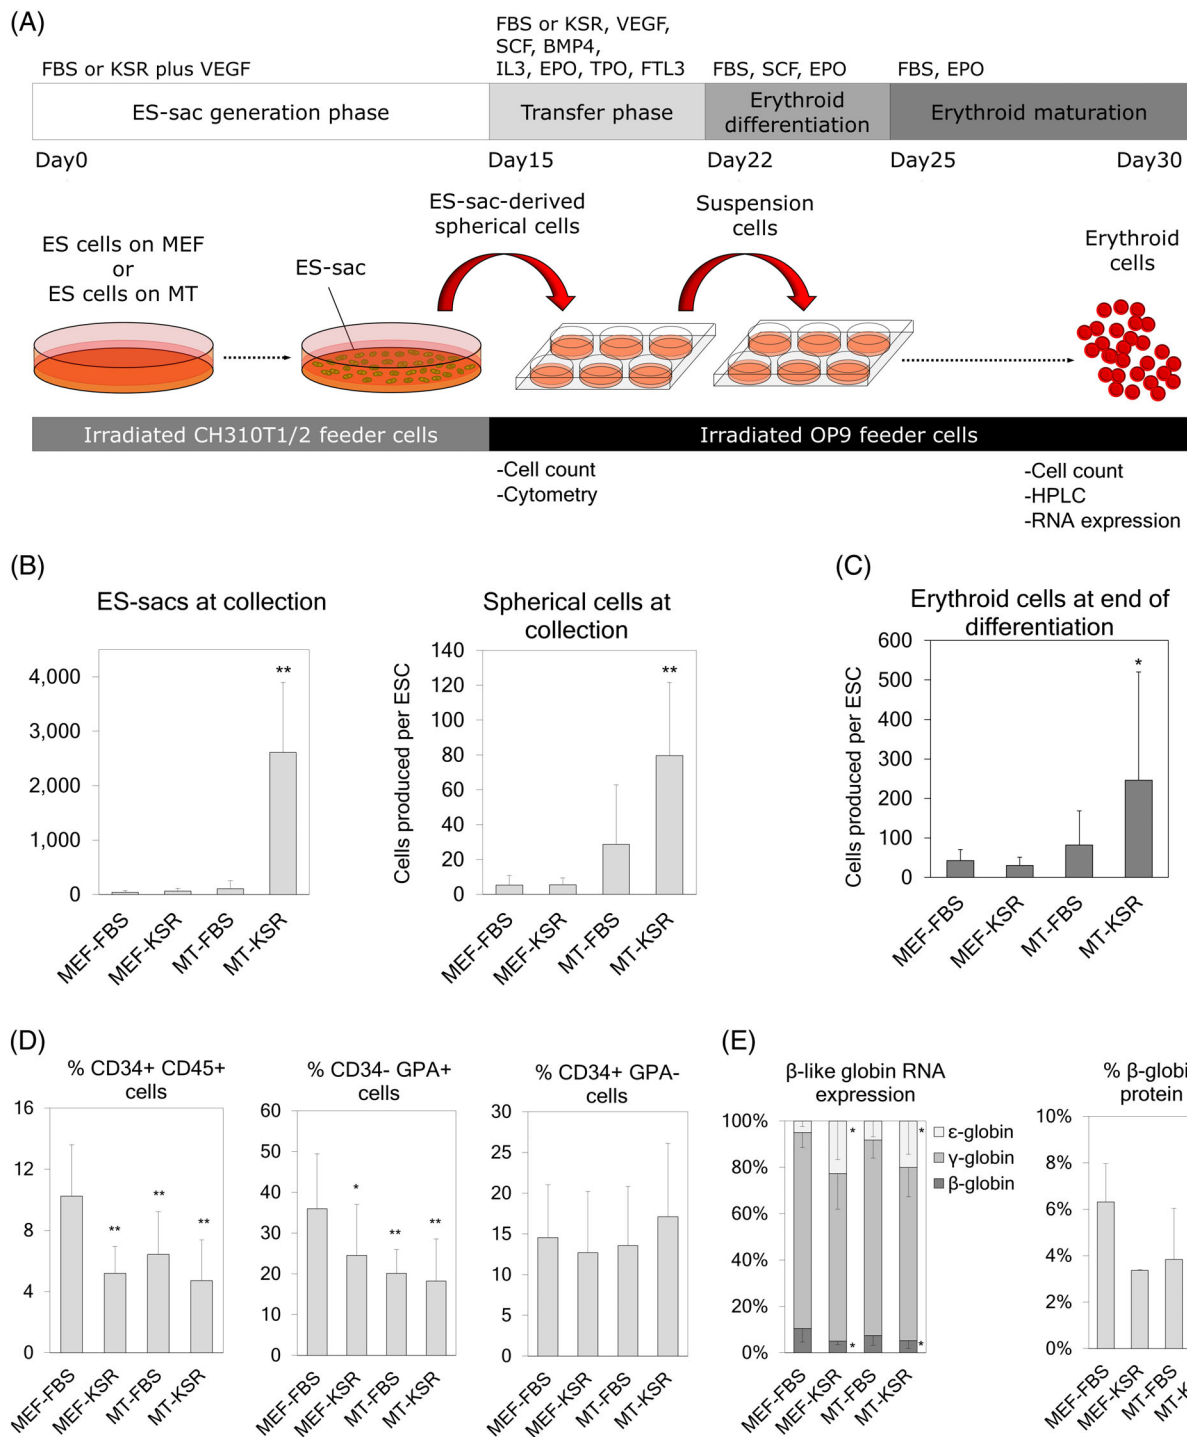 (A)
FBS or KSR plus VEGF
FBS or KSR, VEGF,
SCF, BMP4,
IL3, EPO, TPO, FTL3
FBS, SCF, EPO
FBS, EPO
ES-sac generation phase
Transfer phase
Erythroid
differentiation
Erythroid maturation
Day0
Day15
Day22
Day25
Day30
ES cells on MEF
or
ES cells on MT
ES-sac
ES-sac-derived
spherical cells
Suspension
cells
Erythroid
cells
Irradiated CH310T1/2 feeder cells
Irradiated OP9 feeder cells
-Cell count
-Cytometry
-Cell count
-HPLC
-RNA expression
(B)
ES-sacs at collection
4,000
3,000
2,000
1,000
0
**
MEF-FBS
MEF-KSR
MT-FBS
MT-KSR
Spherical cells at
collection
Cells produced per ESC
140
120
100
80
60
40
20
0
**
MEF-FBS
MEF-KSR
MT-FBS
MT-KSR
(C)
Erythroid cells at end of
differentiation
Cells produced per ESC
600
500
400
300
200
100
0
*
MEF-FBS
MEF-KSR
MT-FBS
MT-KSR
(D)
% CD34+ CD45+
cells
16
12
8
4
0
**
**
**
MEF-FBS
MEF-KSR
MT-FBS
MT-KSR
% CD34- GPA+
cells
60
50
40
30
20
10
0
*
**
**
MEF-FBS
MEF-KSR
MT-FBS
MT-KSR
% CD34+ GPA-
cells
30
25
20
15
10
5
0
MEF-FBS
MEF-KSR
MT-FBS
MT-KSR
(E)
β-like globin RNA
expression
100%
80%
60%
40%
20%
0%
*
*
*
*
ε-globin
γ-globin
β-globin
MEF-FBS
MEF-KSR
MT-FBS
MT-KSR
% β-globi
protein
10%
8%
6%
4%
2%
0%
MEF-FBS
MEF-KSR
MT-FBS